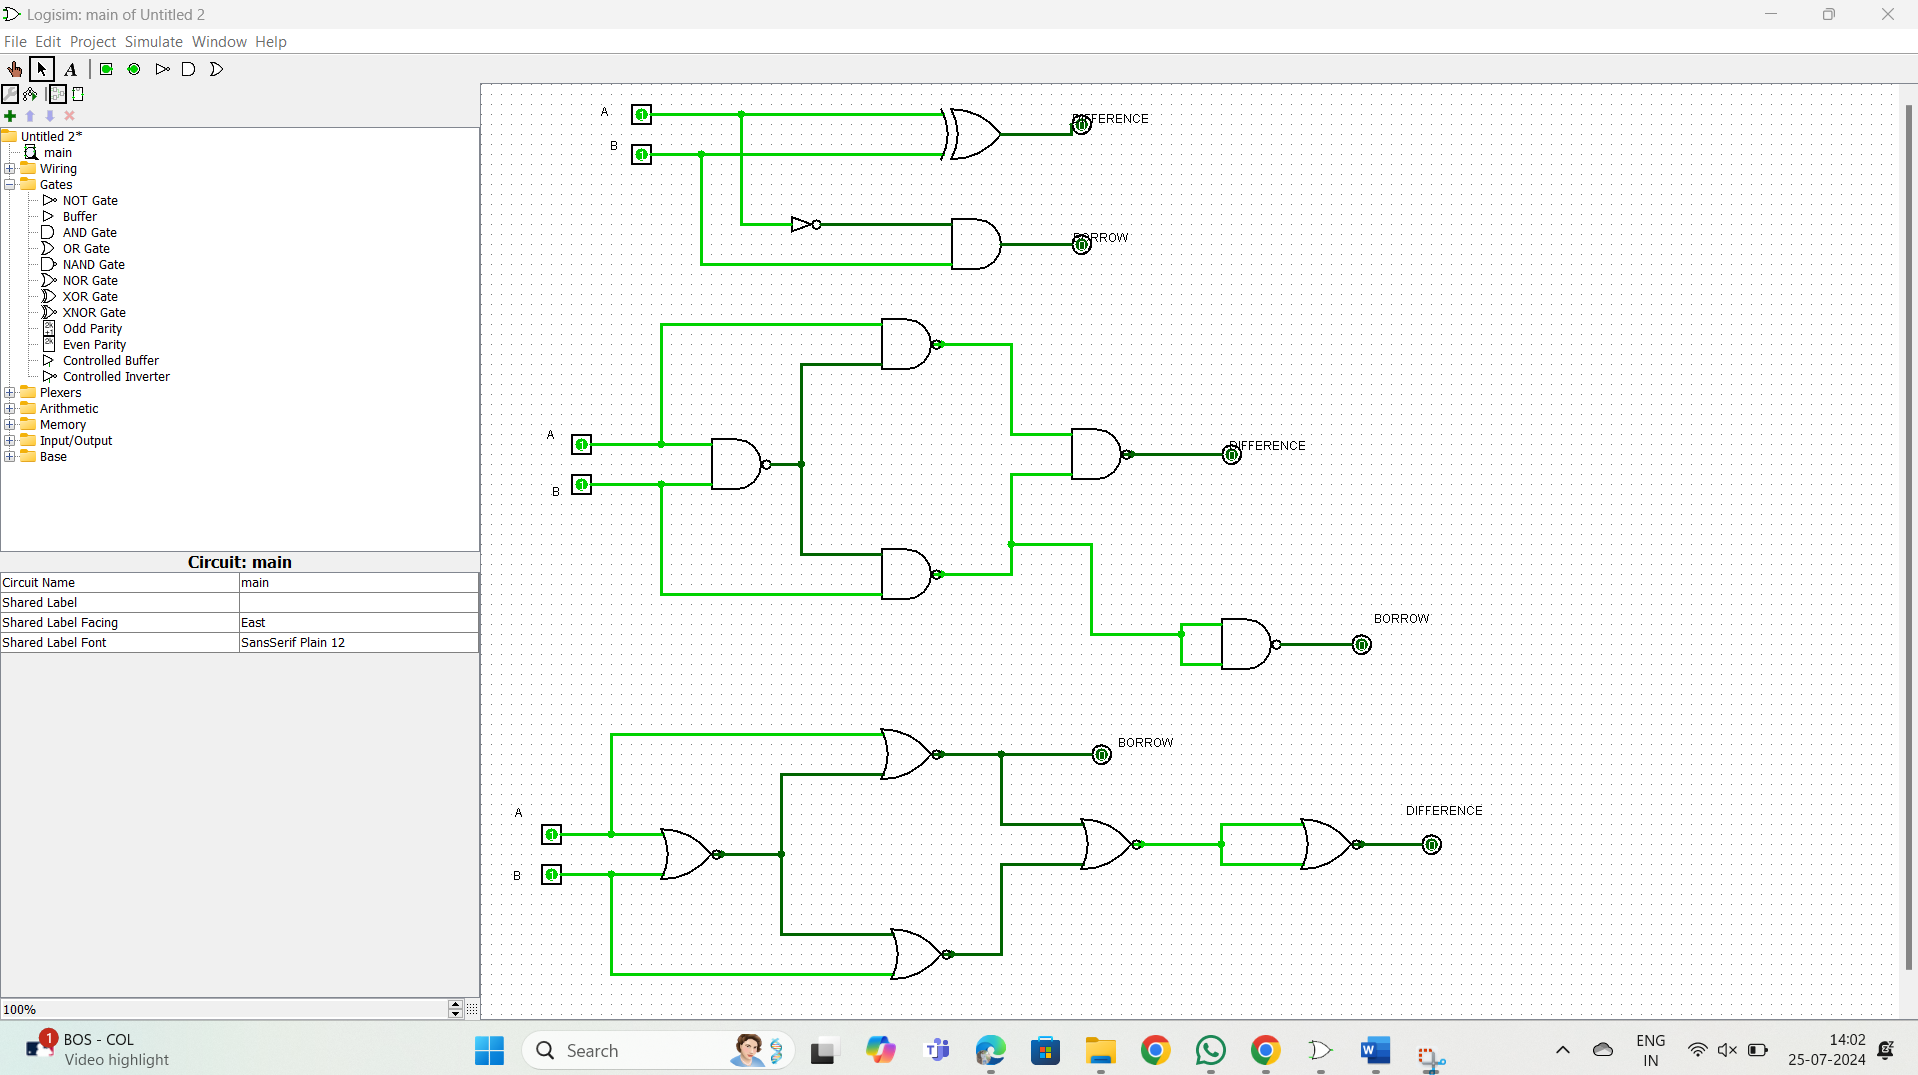 Logisim: main of Untitled 2
File Edit Project Simulate Window Help
A
Untitled 2*
main
Wiring
Gates
NOT Gate
Buffer
AND Gate
OR Gate
NAND Gate
NOR Gate
XOR Gate
XNOR Gate
Odd Parity
Even Parity
Controlled Buffer
Controlled Inverter
Plexers
Arithmetic
Memory
Input/Output
Base
Circuit: main
Circuit Name main
Shared Label
Shared Label Facing East
Shared Label Font SansSerif Plain 12
100%
A 1 DIFFERENCE
B 1
BORROW
A 1 DIFFERENCE
B 1
BORROW
BORROW
A 1 DIFFERENCE
B 1
1 BOS - COL
Video highlight
Search
ENG
IN
14:02
25-07-2024